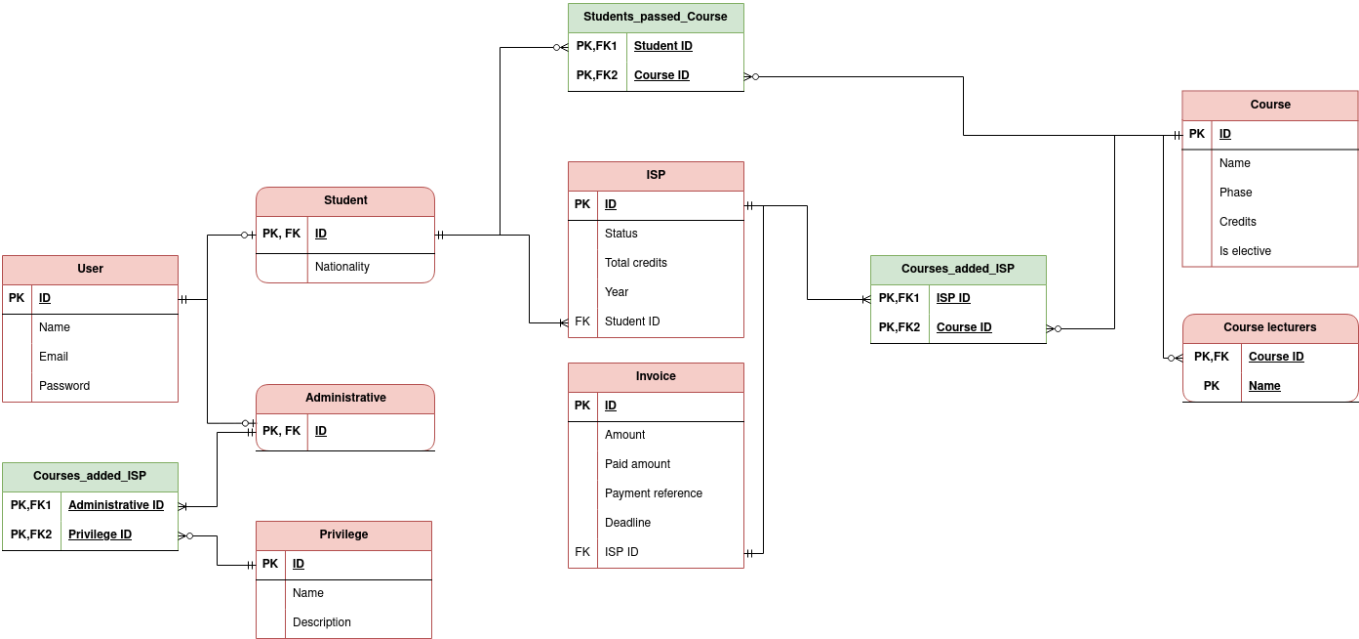 Students_passed_Course
PK,FK1 Student ID
PK,FK2 Course ID
Course
PK ID
Name
Phase
Credits
Is elective
ISP
PK ID
Status
Total credits
Year
FK Student ID
Student
PK, FK ID
Nationality
User
PK ID
Name
Email
Password
Courses_added_ISP
PK,FK1 ISP ID
PK,FK2 Course ID
Course lecturers
PK,FK Course ID
PK Name
Invoice
PK ID
Amount
Paid amount
Payment reference
Deadline
FK ISP ID
Administrative
PK, FK ID
Courses_added_ISP
PK,FK1 Administrative ID
PK,FK2 Privilege ID
Privilege
PK ID
Name
Description